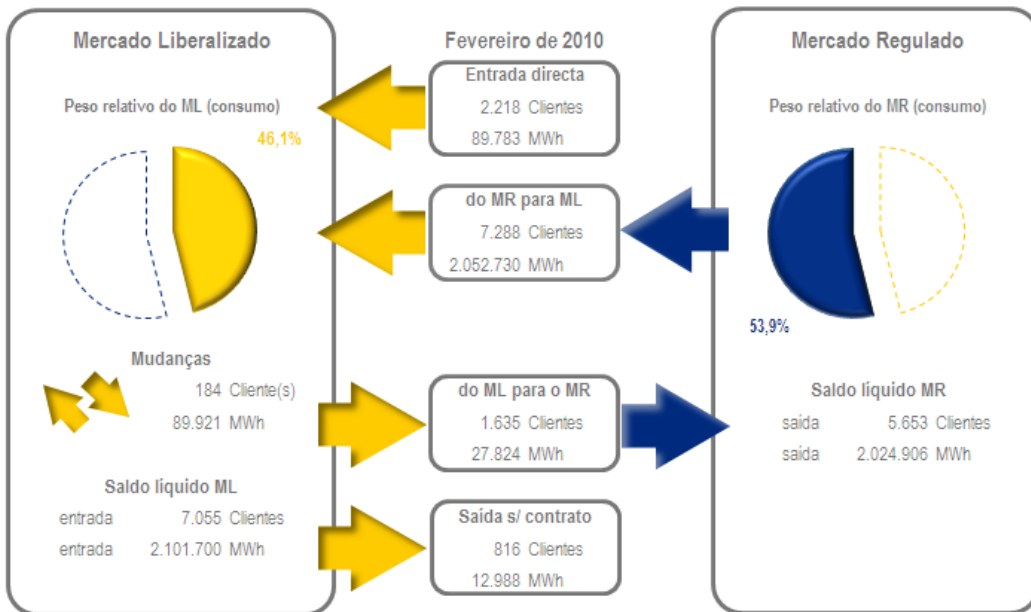 Mercado Liberalizado
Peso relativo do ML (consumo)
46,1%
Mudanças
184 Cliente(s)
89.921 MWh
Saldo líquido ML
entrada 7.055 Clientes
entrada 2.101.700 MWh
Fevereiro de 2010
Entrada directa
2.218 Clientes
89.783 MWh
do MR para ML
7.288 Clientes
2.052.730 MWh
do ML para o MR
1.635 Clientes
27.824 MWh
Saída s/ contrato
816 Clientes
12.988 MWh
Mercado Regulado
Peso relativo do MR (consumo)
53,9%
Saldo líquido MR
saída 5.653 Clientes
saída 2.024.906 MWh